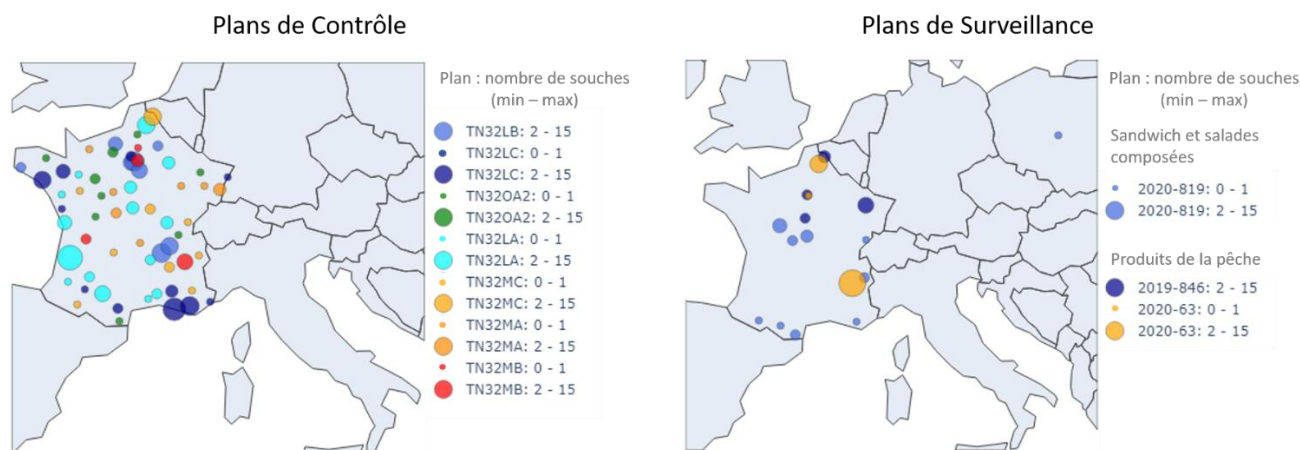 Plans de Contrôle
Plan : nombre de souches
(min – max)
TN32LB: 2 - 15
TN32LC: 0 - 1
TN32LC: 2 - 15
TN32OA2: 0 - 1
TN32OA2: 2 - 15
TN32LA: 0 - 1
TN32LA: 2 - 15
TN32MC: 0 - 1
TN32MC: 2 - 15
TN32MA: 0 - 1
TN32MA: 2 - 15
TN32MB: 0 - 1
TN32MB: 2 - 15
Plans de Surveillance
Plan : nombre de souches
(min – max)
Sandwich et salades
composées
2020-819: 0 - 1
2020-819: 2 - 15
Produits de la pêche
2019-846: 2 - 15
2020-63: 0 - 1
2020-63: 2 - 15